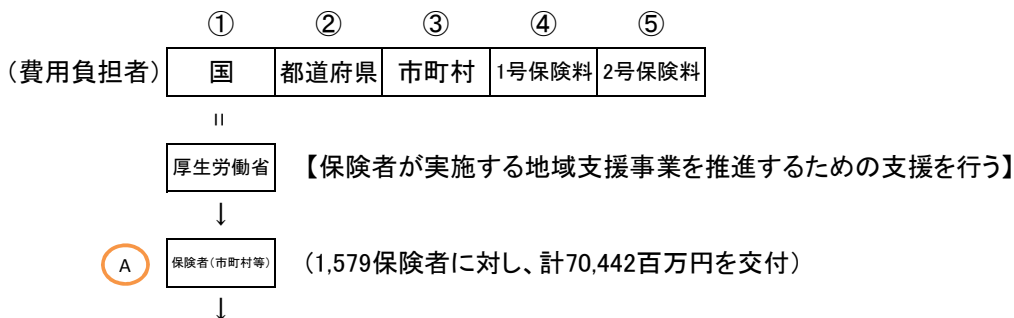 ① ② ③ ④ ⑤
(費用負担者) 国 都道府県 市町村 1号保険料 2号保険料
=
厚生労働省 【保険者が実施する地域支援事業を推進するための支援を行う】
↓
A 保険者(市町村等) (1,579保険者に対し、計70,442百万円を交付)
↓